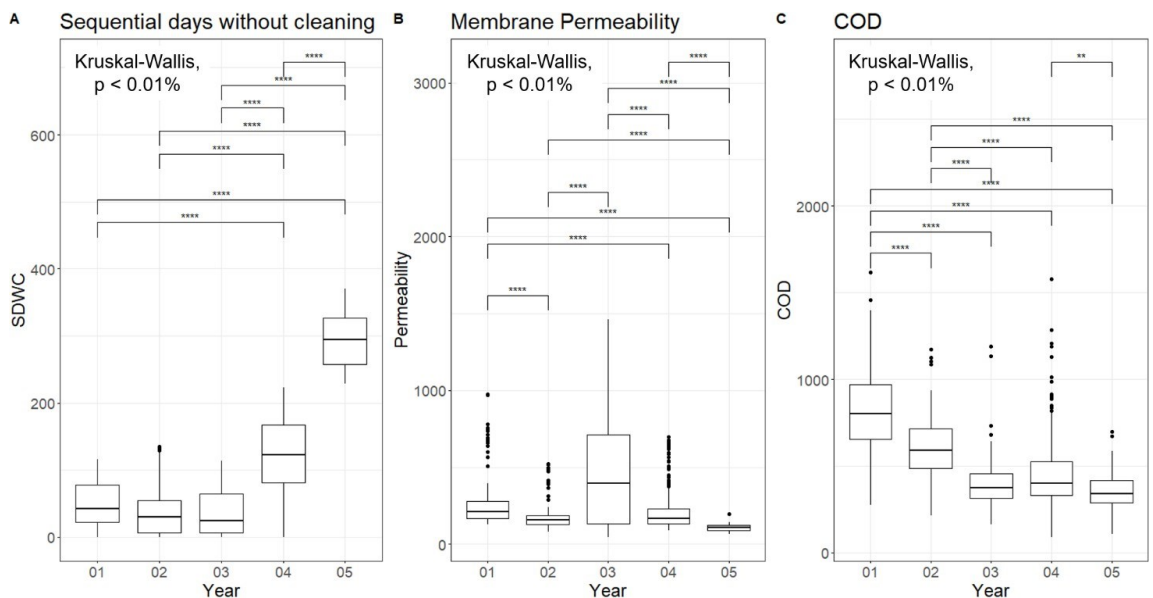 A Sequential days without cleaning
Kruskal-Wallis,
p < 0.01%
****
****
****
****
****
****
****
SDWC
600
400
200
0
01 02 03 04 05
Year
B Membrane Permeability
Kruskal-Wallis,
p < 0.01%
****
****
****
****
****
****
****
****
Permeability
3000
2000
1000
0
01 02 03 04 05
Year
C COD
Kruskal-Wallis,
p < 0.01%
**
****
****
****
****
****
****
****
COD
2000
1000
0
01 02 03 04 05
Year